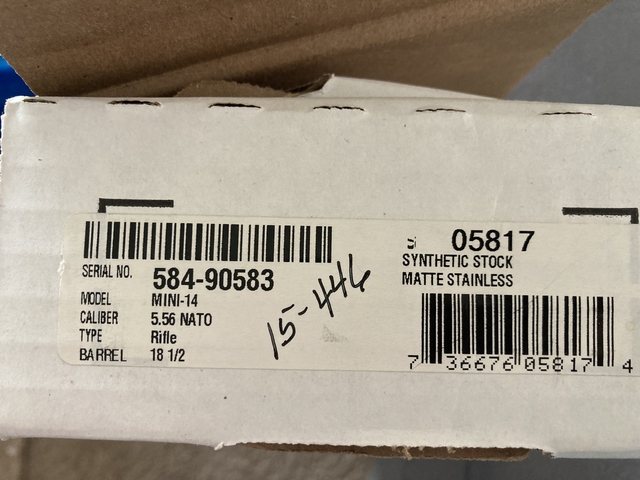 SERIAL NO. 584-90583
MODEL MINI-14
CALIBER 5.56 NATO
TYPE Rifle
BARREL 18 1/2
15-446
05817
SYNTHETIC STOCK
MATTE STAINLESS
7 36676 05817 4